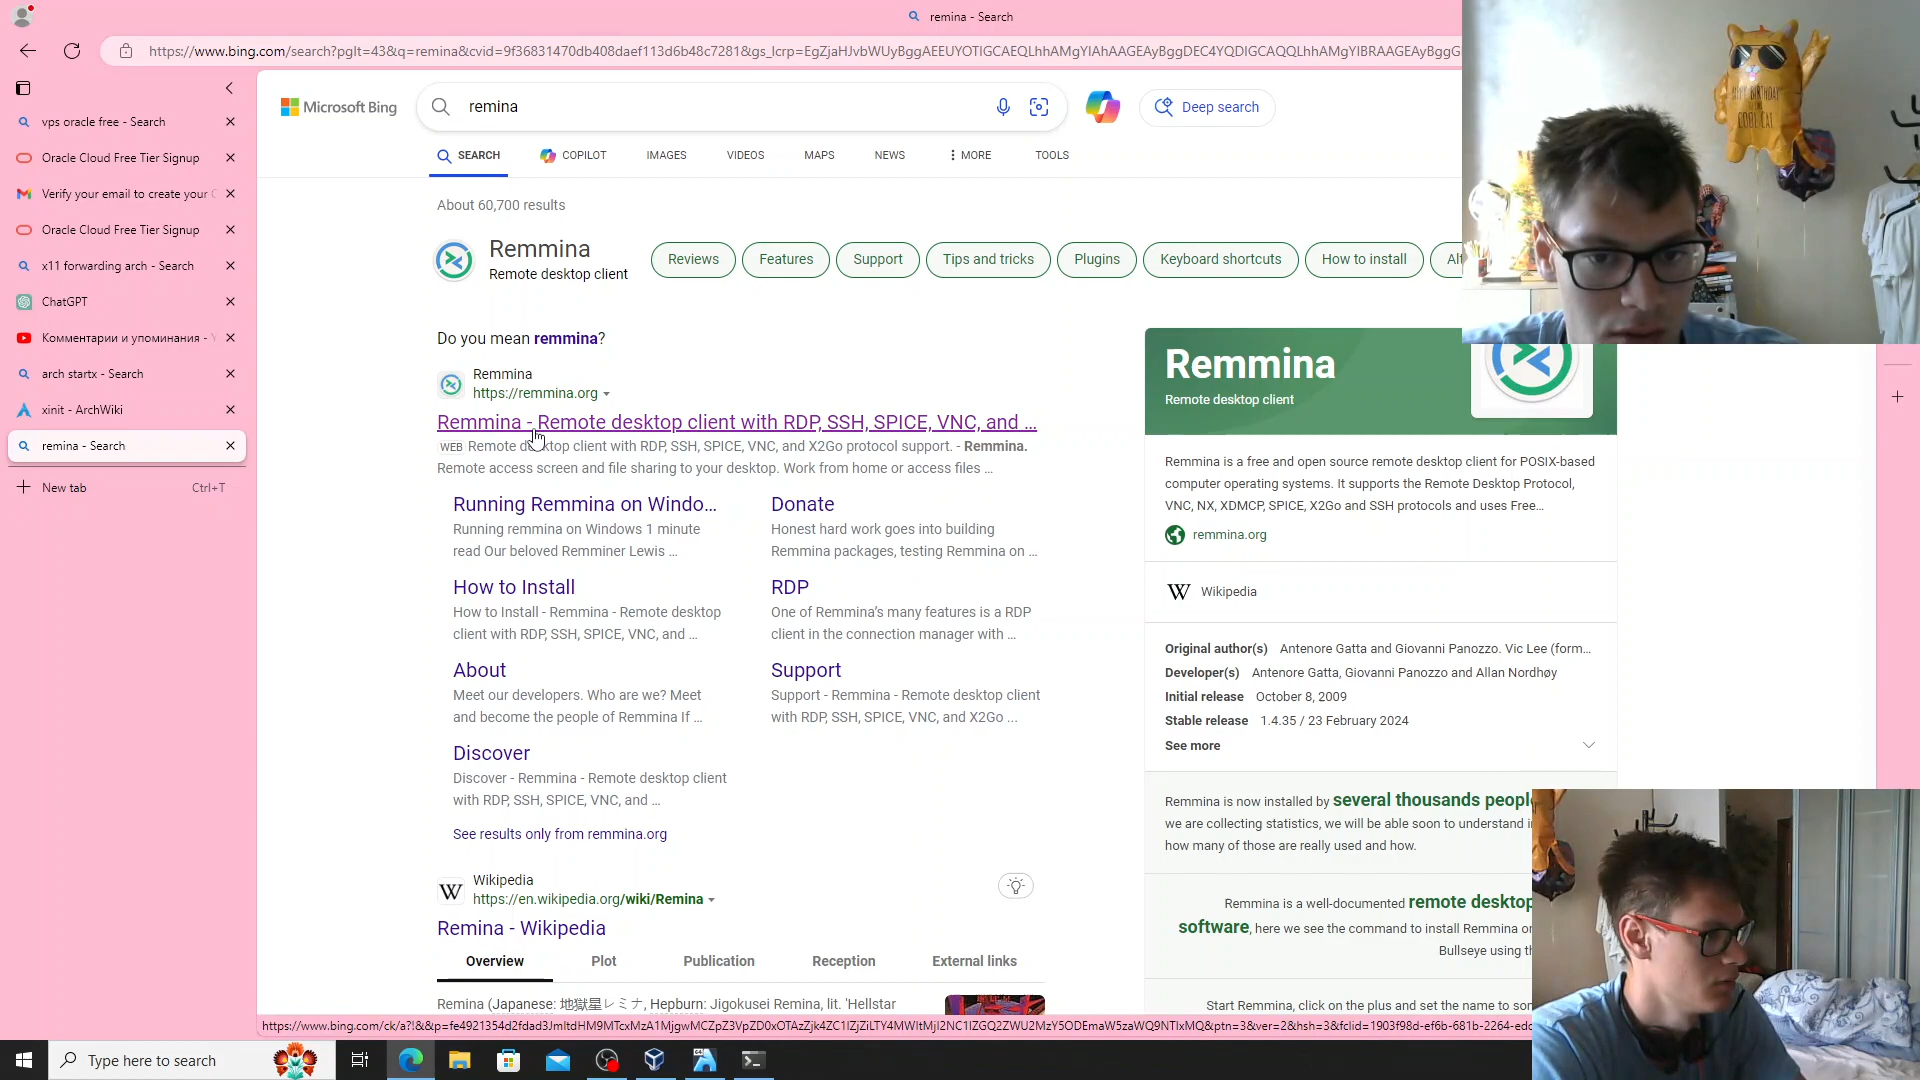 remina - Search
https://www.bing.com/search?pglt=43&q=remina&cvid=9f36831470db408daef113d6b48c7281&gs_lcrp=EgZjaHJvbWUyBggAEEUYOTIGCAEQLhhAMgYIAhAAGEAyBggDEC4YQDIGCAQQLhhAMgYIBRAAGEAyBggG
vps oracle free - Search
Oracle Cloud Free Tier Signup
Verify your email to create your
Oracle Cloud Free Tier Signup
x11 forwarding arch - Search
ChatGPT
Комментарии и упоминания -
arch startx - Search
xinit - ArchWiki
remina - Search
New tab Ctrl+T
Microsoft Bing
remina
Deep search
SEARCH COPILOT IMAGES VIDEOS MAPS NEWS MORE TOOLS
About 60,700 results
Remmina
Remote desktop client
Reviews Features Support Tips and tricks Plugins Keyboard shortcuts How to install
Do you mean remmina?
Remmina
https://remmina.org
Remmina - Remote desktop client with RDP, SSH, SPICE, VNC, and ...
WEB Remote desktop client with RDP, SSH, SPICE, VNC, and X2Go protocol support. - Remmina.
Remote access screen and file sharing to your desktop. Work from home or access files ...
Running Remmina on Windo...
Running remmina on Windows 1 minute
read Our beloved Remminer Lewis ...
Donate
Honest hard work goes into building
Remmina packages, testing Remmina on ...
How to Install
How to Install - Remmina - Remote desktop
client with RDP, SSH, SPICE, VNC, and ...
RDP
One of Remmina's many features is a RDP
client in the connection manager with ...
About
Meet our developers. Who are we? Meet
and become the people of Remmina If ...
Support
Support - Remmina - Remote desktop client
with RDP, SSH, SPICE, VNC, and X2Go ...
Discover
Discover - Remmina - Remote desktop client
with RDP, SSH, SPICE, VNC, and ...
See results only from remmina.org
Wikipedia
https://en.wikipedia.org/wiki/Remina
Remina - Wikipedia
Overview Plot Publication Reception External links
Remina (Japanese: 地獄星レミナ, Hepburn: Jigokusei Remina, lit. 'Hellstar
Remmina
Remote desktop client
Remmina is a free and open source remote desktop client for POSIX-based
computer operating systems. It supports the Remote Desktop Protocol,
VNC, NX, XDMCP, SPICE, X2Go and SSH protocols and uses Free...
remmina.org
W Wikipedia
Original author(s) Antenore Gatta and Giovanni Panozzo. Vic Lee (form...
Developer(s) Antenore Gatta, Giovanni Panozzo and Allan Nordhøy
Initial release October 8, 2009
Stable release 1.4.35 / 23 February 2024
See more
Remmina is now installed by several thousands people
we are collecting statistics, we will be able soon to understand
how many of those are really used and how.
Remmina is a well-documented remote desktop
software, here we see the command to install Remmina
Bullseye using
Start Remmina, click on the plus and set the name to
HAPPY BIRTHDAY
COOL CAT
Type here to search